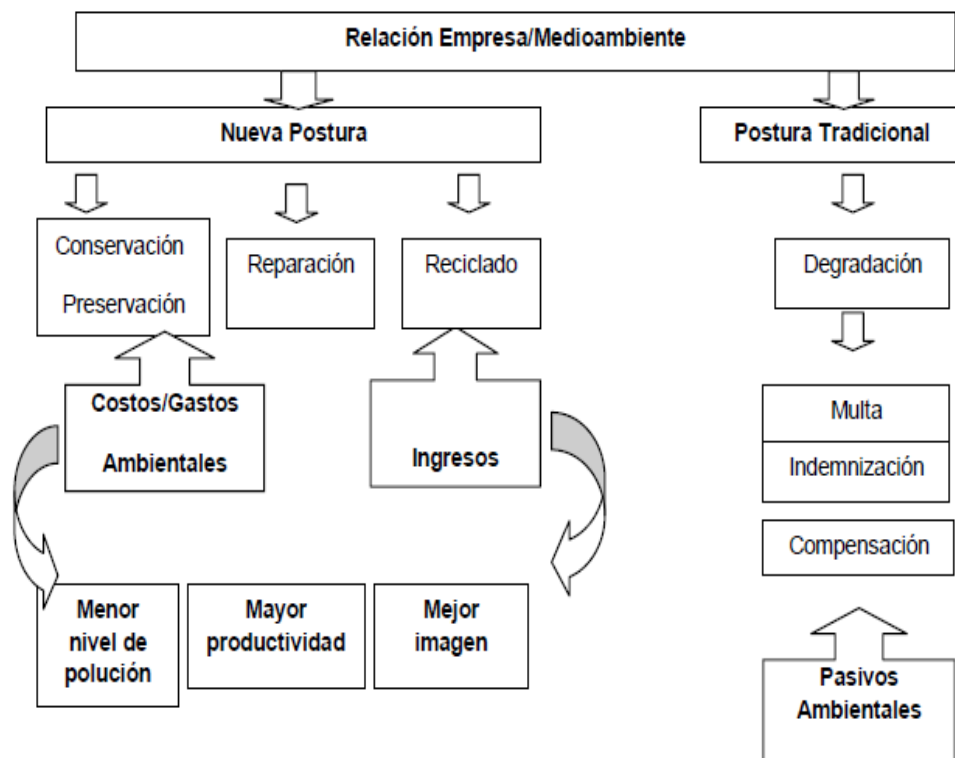 Relación Empresa/Medioambiente
Nueva Postura
Postura Tradicional
Conservación
Preservación
Reparación
Reciclado
Degradación
Costos/Gastos
Ambientales
Ingresos
Multa
Indemnización
Compensación
Menor
nivel de
polución
Mayor
productividad
Mejor
imagen
Pasivos
Ambientales